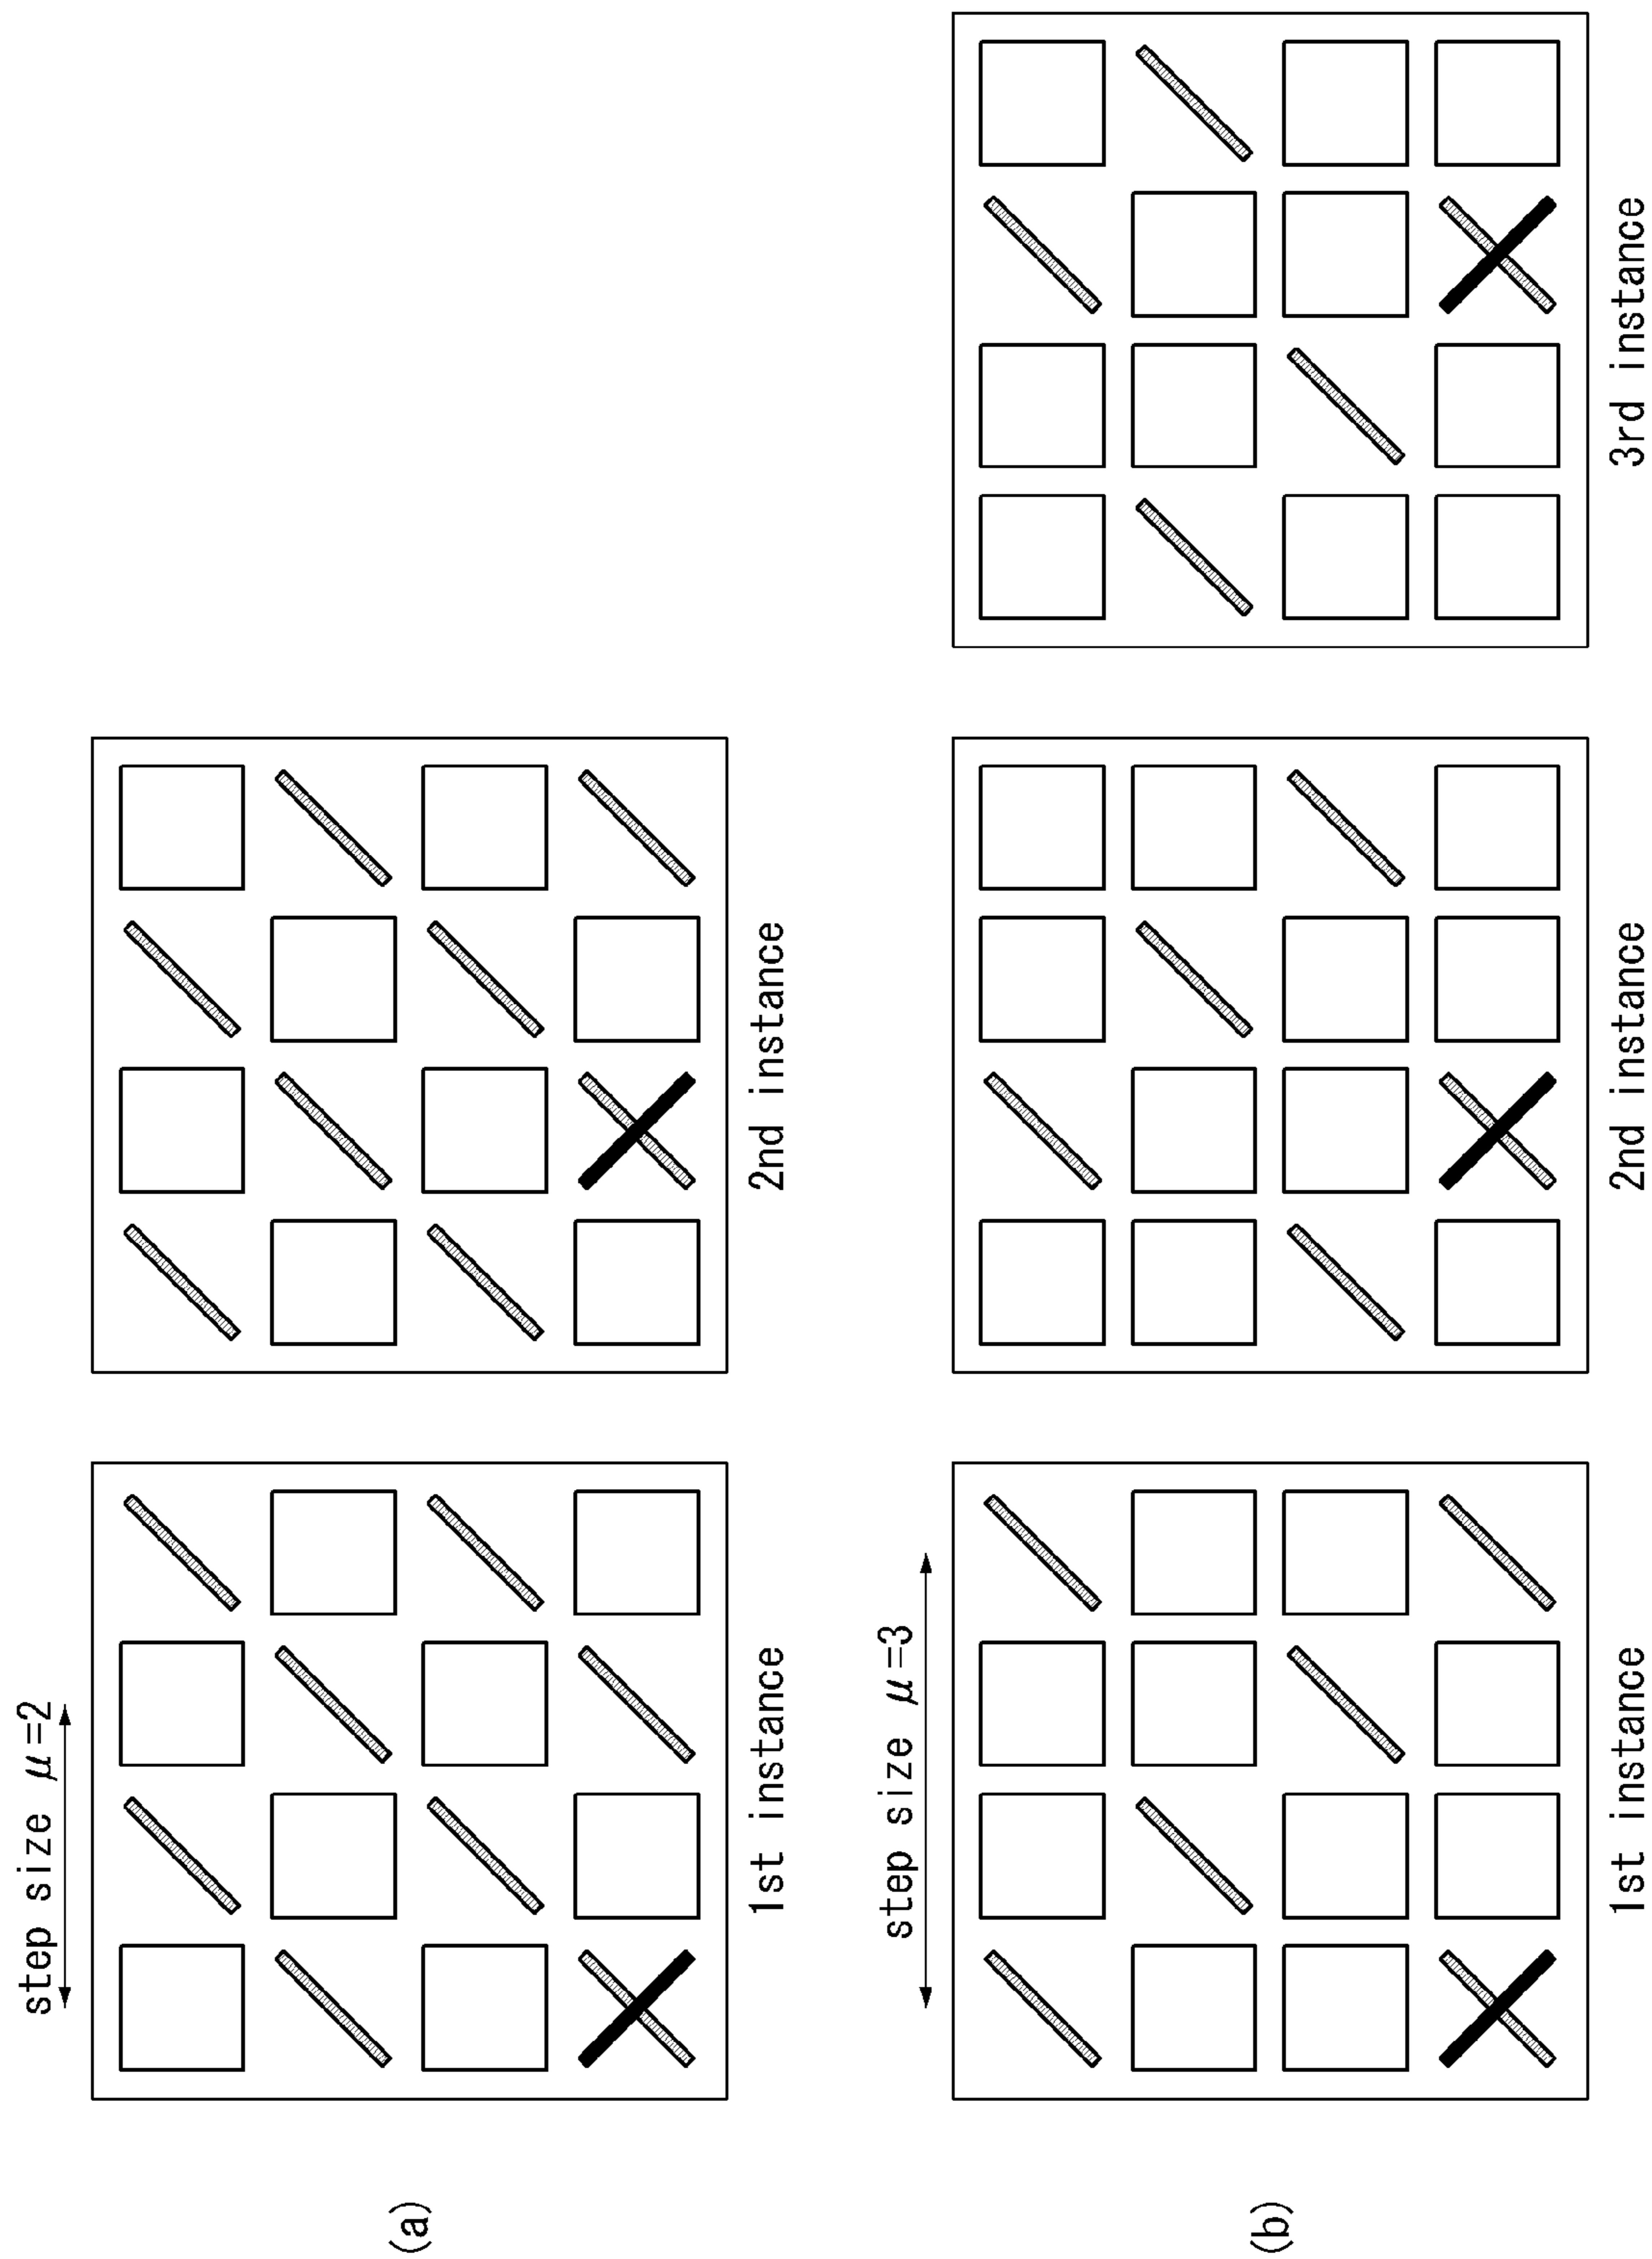 (a)
step size μ=2
1st instance
2nd instance
(b)
step size μ=3
1st instance
2nd instance
3rd instance